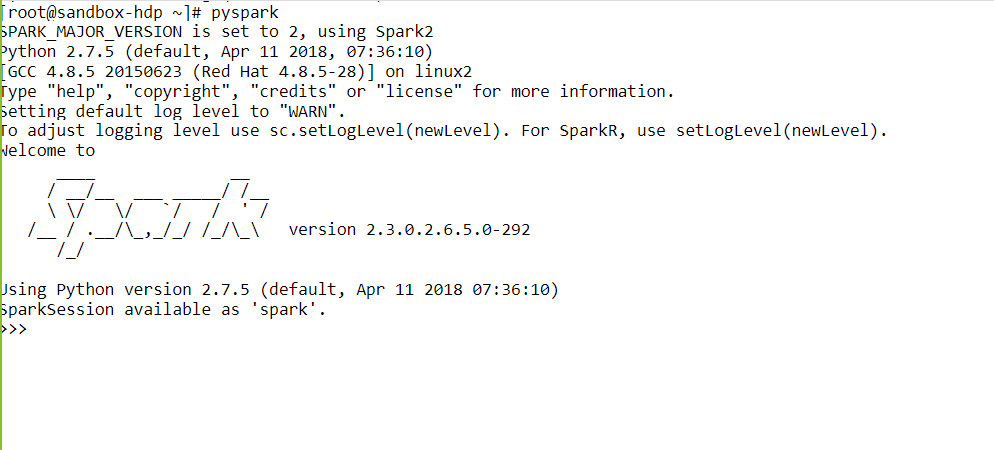 [root@sandbox-hdp ~]# pyspark
SPARK_MAJOR_VERSION is set to 2, using Spark2
Python 2.7.5 (default, Apr 11 2018, 07:36:10)
[GCC 4.8.5 20150623 (Red Hat 4.8.5-28)] on linux2
Type "help", "copyright", "credits" or "license" for more information.
Setting default log level to "WARN".
To adjust logging level use sc.setLogLevel(newLevel). For SparkR, use setLogLevel(newLevel).
Welcome to
      ____              __
     / __/__  ___ _____/ /__
    _\ \/ _ \/ _ `/ __/  '_/
   /__ / .__/\_,_/_/ /_/\_\   version 2.3.0.2.6.5.0-292
      /_/
Using Python version 2.7.5 (default, Apr 11 2018 07:36:10)
SparkSession available as 'spark'.
>>>